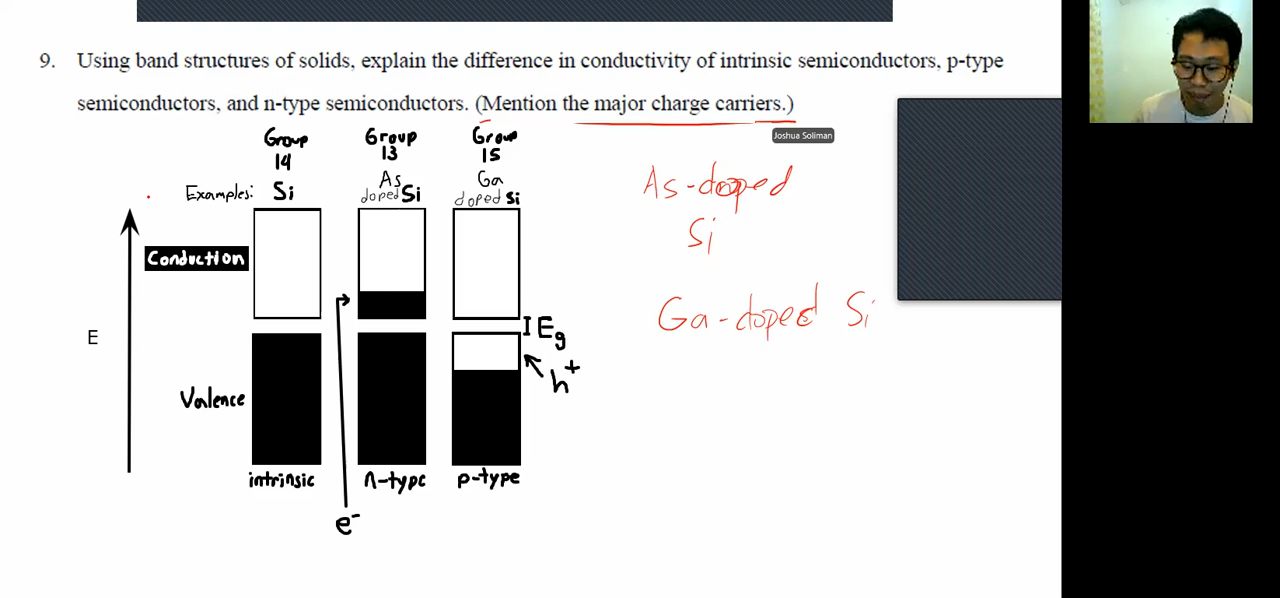 9. Using band structures of solids, explain the difference in conductivity of intrinsic semiconductors, p-type
semiconductors, and n-type semiconductors. (Mention the major charge carriers.)
Joshua Soliman
Group
14
Group
13
Group
15
Examples:
Si
As
doped Si
Ga
doped Si
Conduction
E
Valence
I Eg
h+
intrinsic
n-type
p-type
e-
As-doped
Si
Ga-doped Si